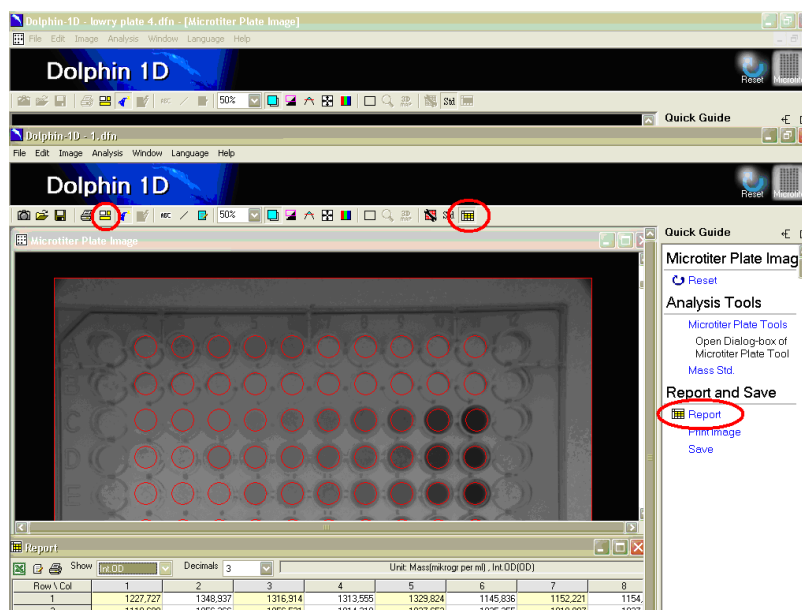 Dolphin-1D - lowry plate 4.dfn - [Microtiter Plate Image]
File Edit Image Analysis Window Language Help
Dolphin 1D
Reset
50%
Std
Quick Guide
Dolphin-1D - 1.dfn
File Edit Image Analysis Window Language Help
Dolphin 1D
Reset
50%
Quick Guide
Microtiter Plate Image
Microtiter Plate Imag
Reset
Analysis Tools
Microtiter Plate Tools
Open Dialog-box of
Microtiter Plate Tool
Mass Std.
Report and Save
Report
Print Image
Save
Report
Show Int.OD Decimals 3 Unit: Mass(mikrogr per ml) , Int.OD(OD)
Row \ Col 1 2 3 4 5 6 7 8
1 1227,727 1348,937 1316,914 1313,555 1329,824 1145,836 1152,221 1154,